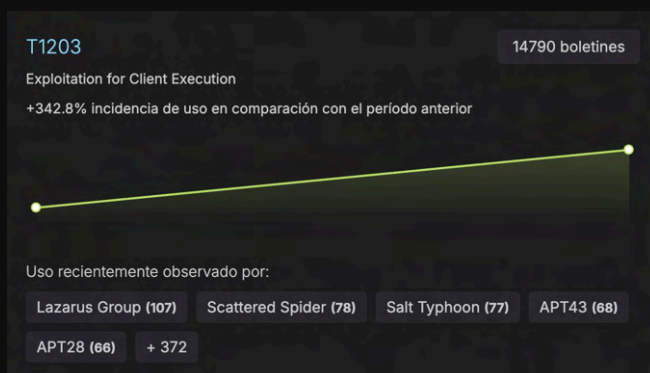 T1203
14790 boletines
Exploitation for Client Execution
+342.8% incidencia de uso en comparación con el período anterior
Uso recientemente observado por:
Lazarus Group (107) Scattered Spider (78) Salt Typhoon (77) APT43 (68)
APT28 (66) + 372